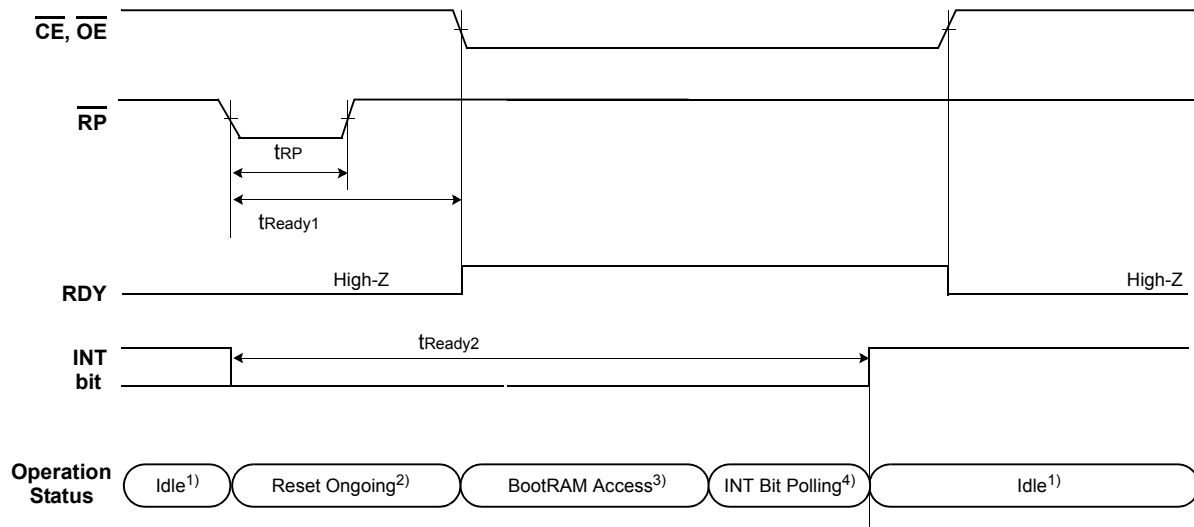 CE, OE
RP
tRP
tReady1
High-Z
RDY
High-Z
tReady2
INT
bit
Operation
Status
Idle1)
Reset Ongoing2)
BootRAM Access3)
INT Bit Polling4)
Idle1)